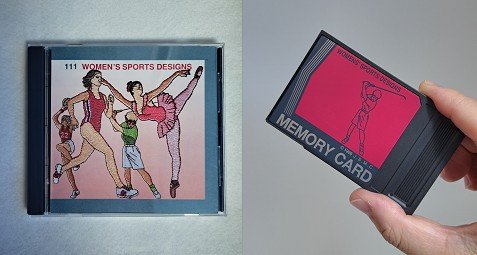 111 WOMEN'S SPORTS DESIGNS
WOMENS' SPORTS DESIGNS
MEMORY CARD